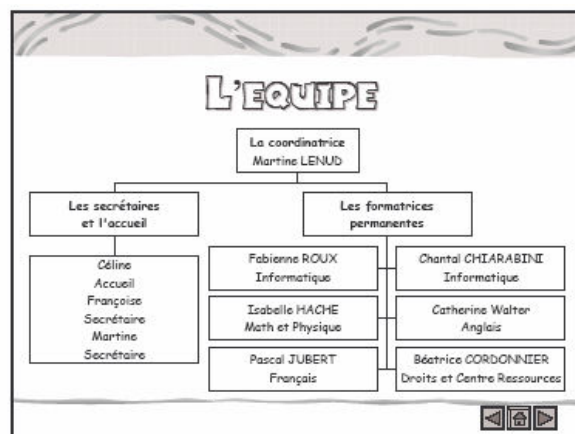 L'EQUIPE
La coordinatrice
Martine LENUD
Les secrétaires
et l'accueil
Les formatrices
permanentes
Céline
Accueil
Françoise
Secrétaire
Martine
Secrétaire
Fabienne ROUX
Informatique
Chantal CHIARABINI
Informatique
Isabelle HACHE
Math et Physique
Catherine Walter
Anglais
Pascal JUBERT
Français
Béatrice CORDONNIER
Droits et Centre Ressources